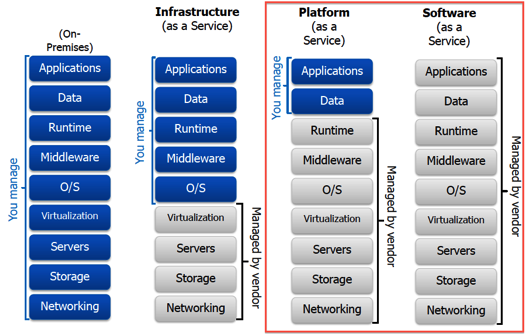 (On-
Premises)
You manage
Applications
Data
Runtime
Middleware
O/S
Virtualization
Servers
Storage
Networking
Infrastructure
(as a Service)
You manage
Applications
Data
Runtime
Middleware
O/S
Virtualization
Servers
Storage
Networking
Managed by vendor
Platform
(as a
Service)
You manage
Applications
Data
Runtime
Middleware
O/S
Virtualization
Servers
Storage
Networking
Managed by vendor
Software
(as a
Service)
Applications
Data
Runtime
Middleware
O/S
Virtualization
Servers
Storage
Networking
Managed by vendor